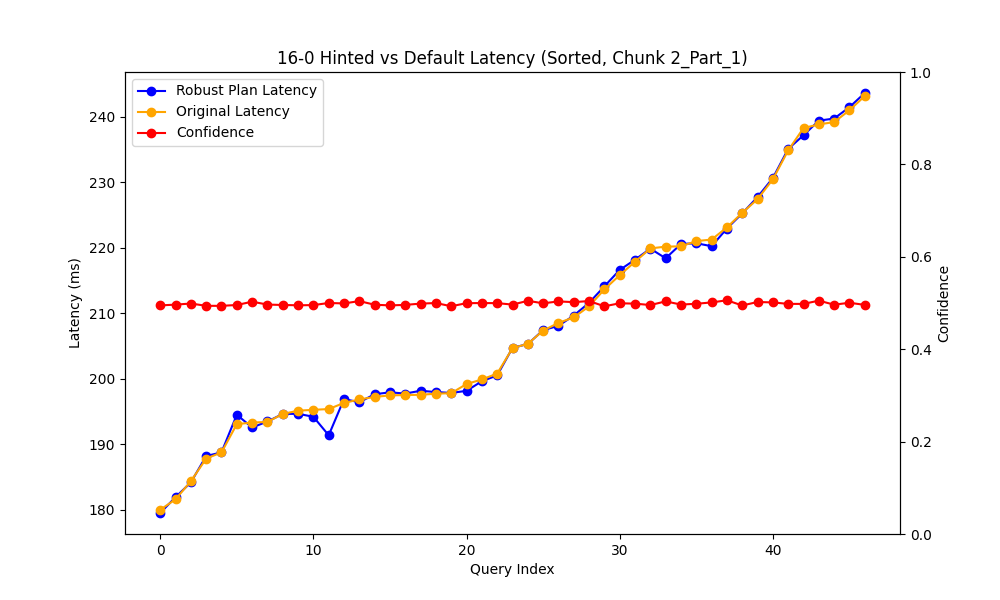 16-0 Hinted vs Default Latency (Sorted, Chunk 2_Part_1)
Robust Plan Latency
Original Latency
Confidence
Latency (ms)
240
230
220
210
200
190
180
1.0
0.8
0.6
0.4
0.2
0.0
Confidence
0 10 20 30 40
Query Index